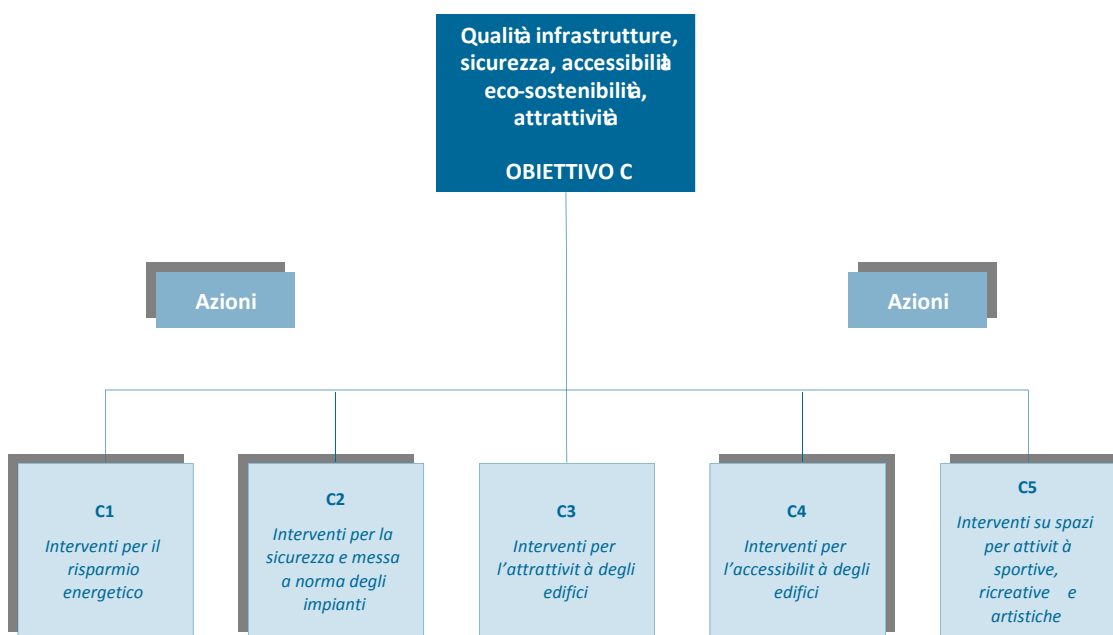 Qualità infrastrutture,
sicurezza, accessibilità
eco-sostenibilità,
attrattività
OBIETTIVO C
Azioni
Azioni
C1
Interventi per il
risparmio
energetico
C2
Interventi per la
sicurezza e messa
a norma degli
impianti
C3
Interventi per
l’attrattivit à degli
edifici
C4
Interventi per
l’accessibilit à degli
edifici
C5
Interventi su spazi
per attivit à
sportive,
ricreative e
artistiche